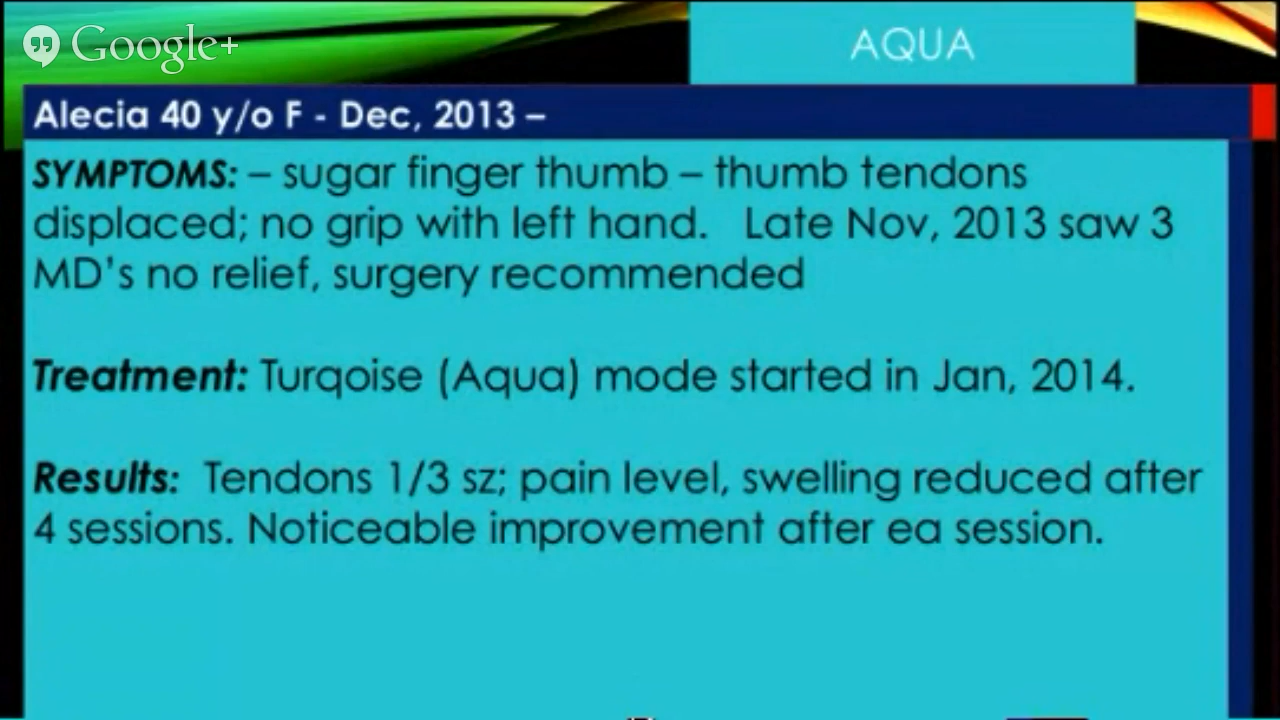 Google+
AQUA
Alecia 40 y/o F - Dec, 2013 –
SYMPTOMS: – sugar finger thumb – thumb tendons
displaced; no grip with left hand. Late Nov, 2013 saw 3
MD's no relief, surgery recommended
Treatment: Turqoise (Aqua) mode started in Jan, 2014.
Results: Tendons 1/3 sz; pain level, swelling reduced after
4 sessions. Noticeable improvement after ea session.